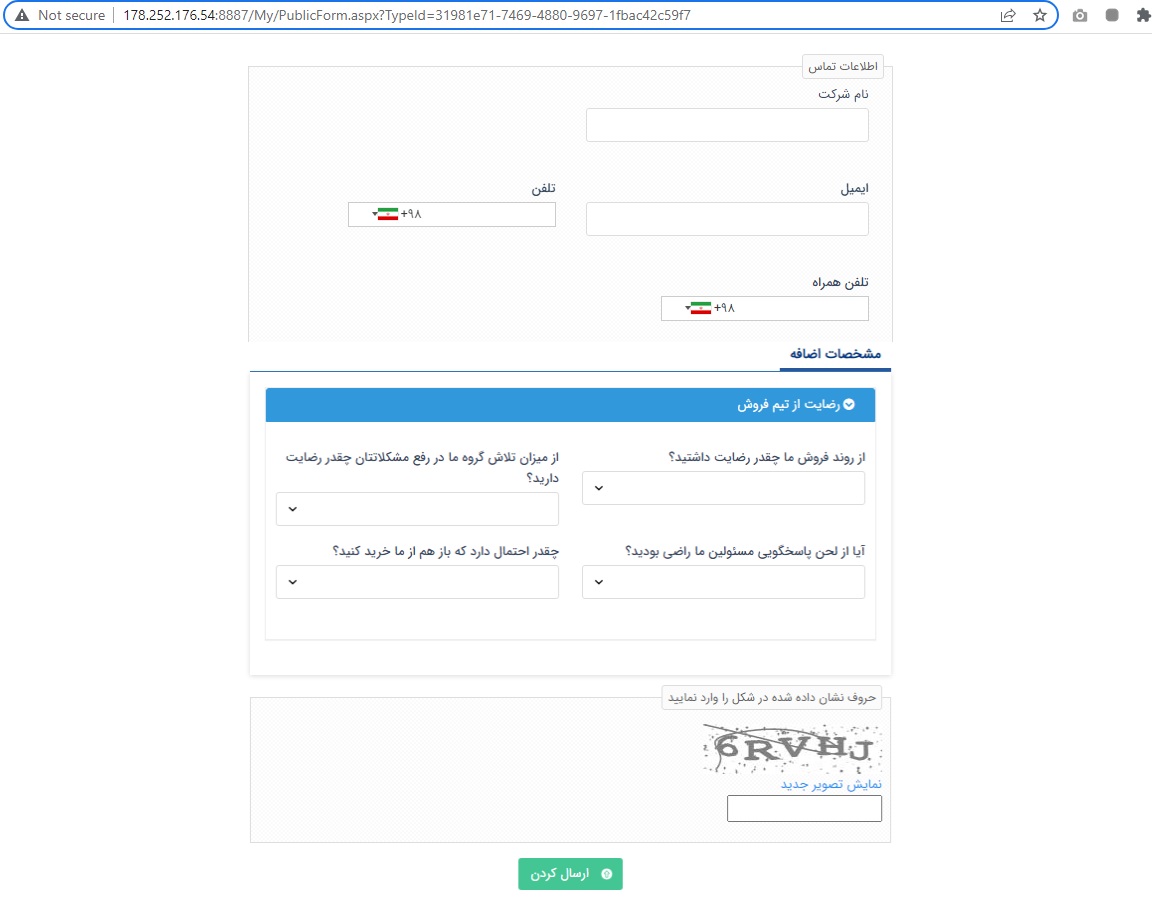 Not secure
178.252.176.54:8887/My/PublicForm.aspx?TypeId=31981e71-7469-4880-9697-1fbac42c59f7
اطلاعات تماس
نام شرکت
ایمیل
تلفن
+۹۸
تلفن همراه
+۹۸
مشخصات اضافه
رضایت از تیم فروش
از روند فروش ما چقدر رضایت داشتید؟
از میزان تلاش گروه ما در رفع مشکلاتتان چقدر رضایت
دارید؟
آیا از لحن پاسخگویی مسئولین ما راضی بودید؟
چقدر احتمال دارد که باز هم از ما خرید کنید؟
حروف نشان داده شده در شکل را وارد نمایید
6RVHJ
نمایش تصویر جدید
ارسال کردن